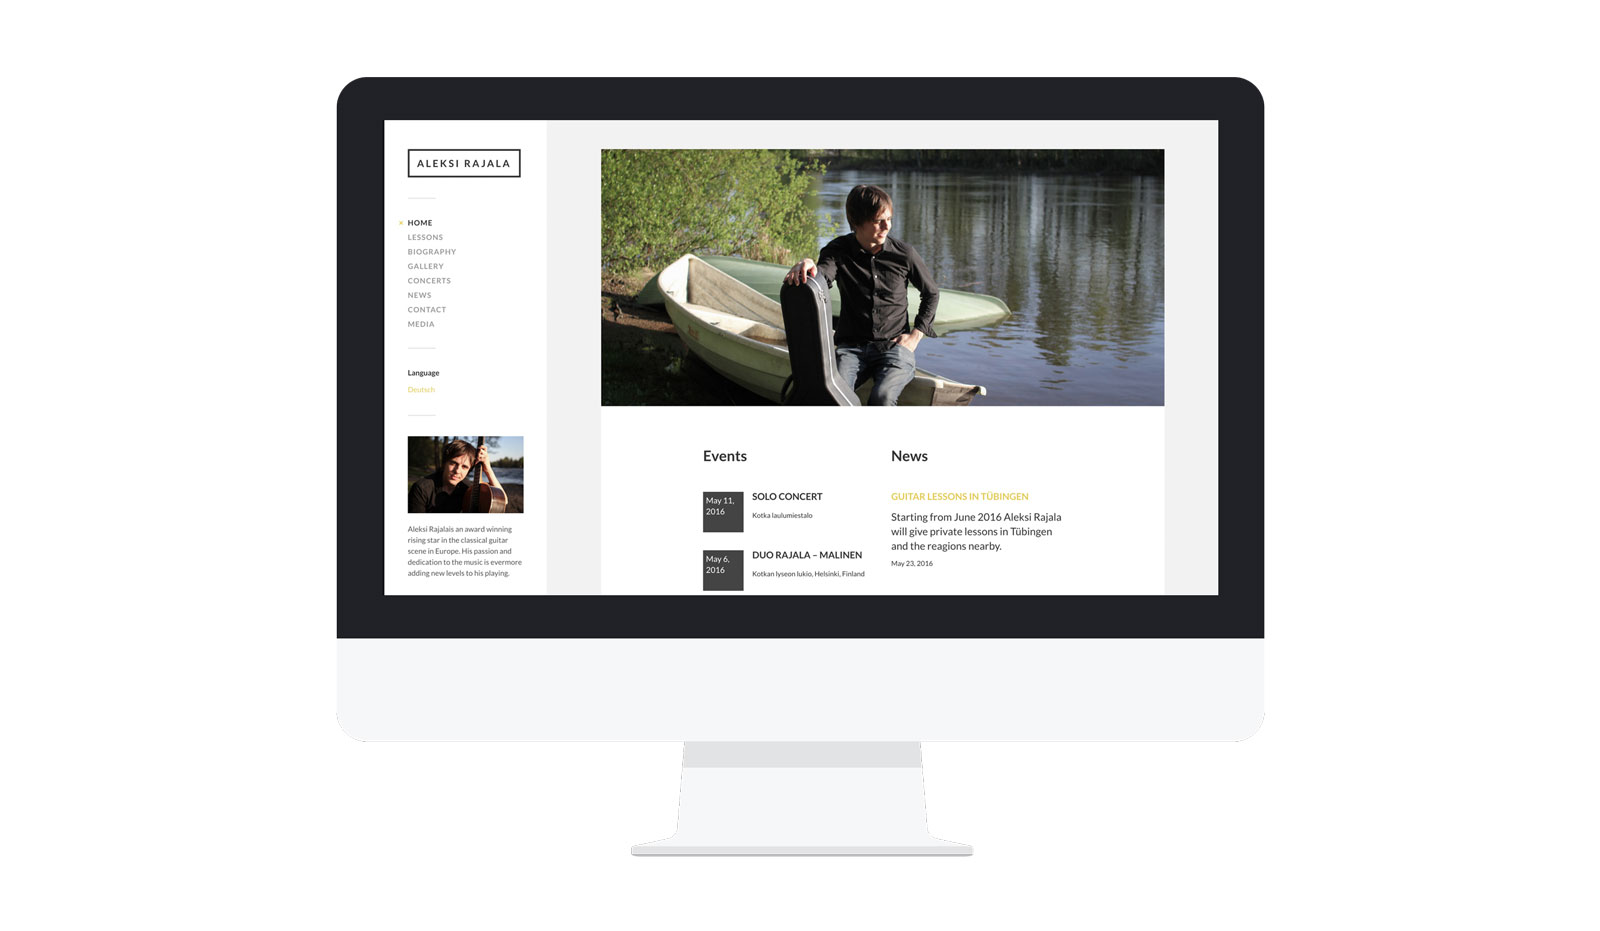 ALEKSI RAJALA
× HOME
LESSONS
BIOGRAPHY
GALLERY
CONCERTS
NEWS
CONTACT
MEDIA
Language
Deutsch
Aleksi Rajalais an award winning
rising star in the classical guitar
scene in Europe. His passion and
dedication to the music is evermore
adding new levels to his playing.
Events
May 11,
2016
SOLO CONCERT
Kotka laulumiestalo
May 6,
2016
DUO RAJALA – MALINEN
Kotkan lyseon lukio, Helsinki, Finland
News
GUITAR LESSONS IN TÜBINGEN
Starting from June 2016 Aleksi Rajala
will give private lessons in Tübingen
and the reagions nearby.
May 23, 2016